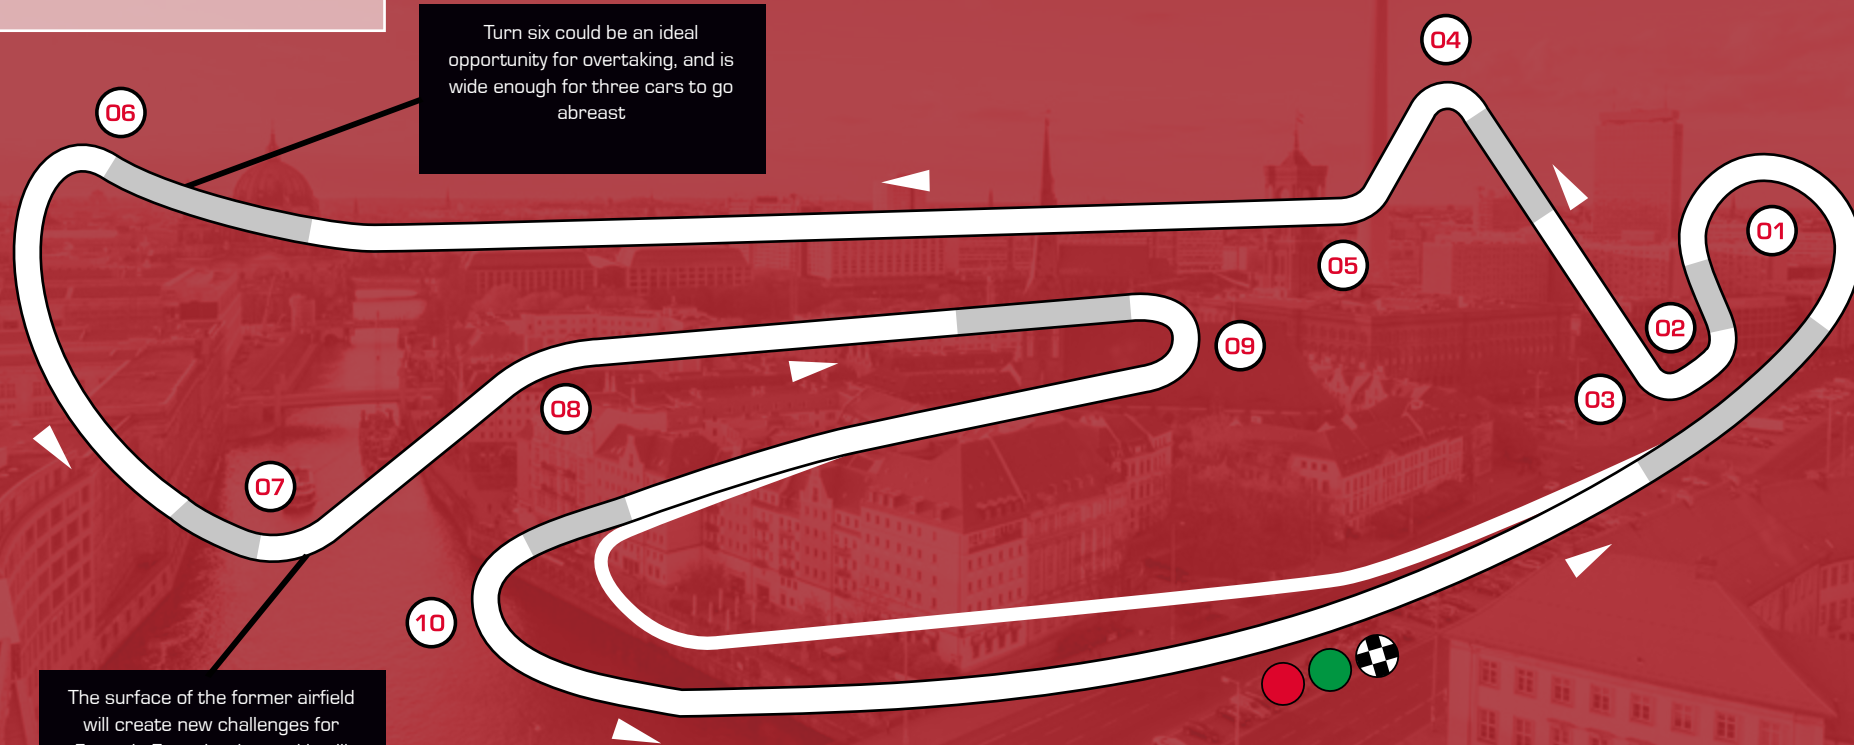 Turn six could be an ideal
opportunity for overtaking, and is
wide enough for three cars to go
abreast
04
06
01
05
02
09
03
08
07
10
The surface of the former airfield
will create new challenges for